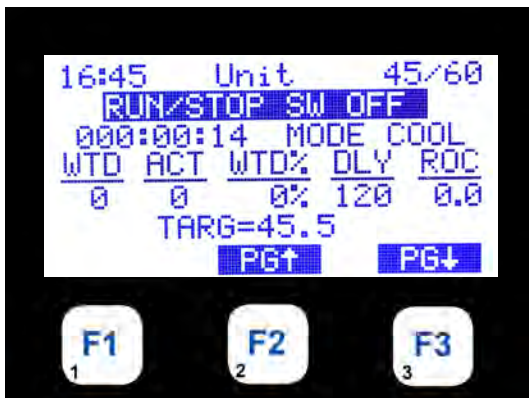 16:45 Unit 45/60
RUN/STOP SW OFF
000:00:14 MODE COOL
WTD ACT WTD% DLY ROC
0 0 0% 120 0.0
TARG=45.5
PG↑ PG↓
F1 F2 F3
1 2 3